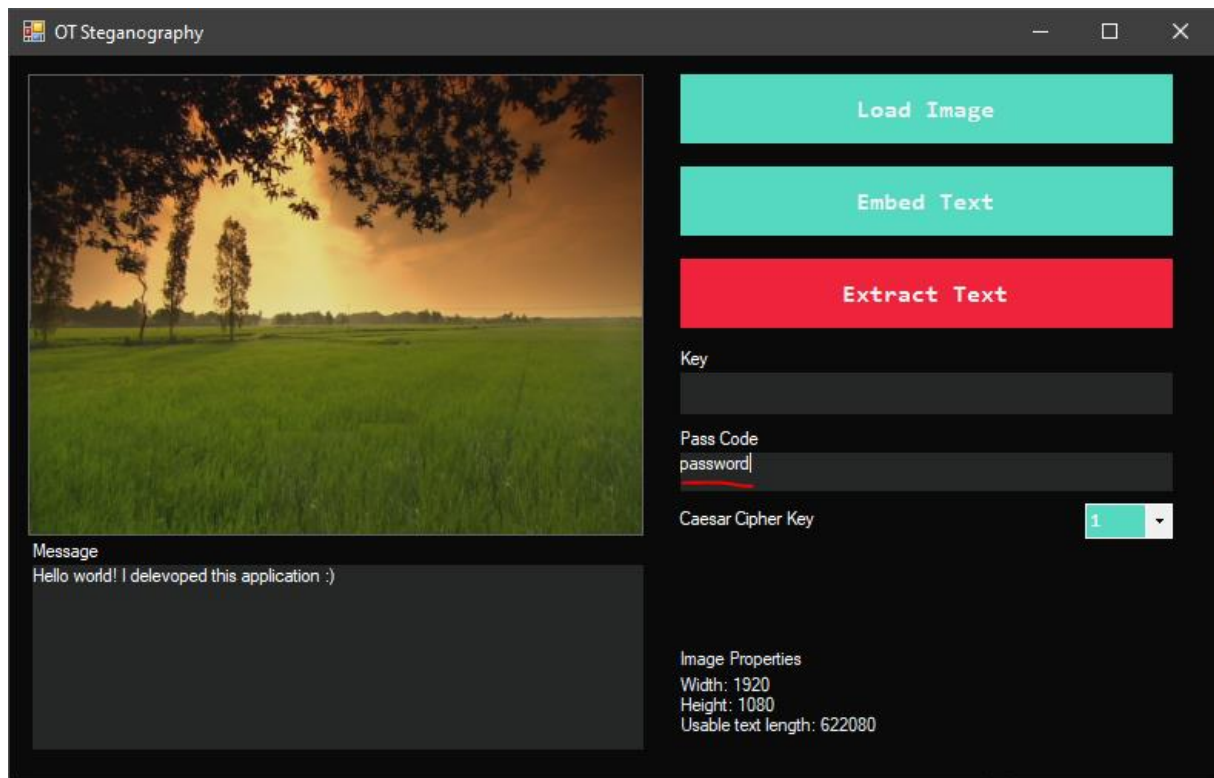 OT Steganography
Load Image
Embed Text
Extract Text
Key
Pass Code
password
Caesar Cipher Key
1
Message
Hello world! I delevoped this application :)
Image Properties
Width: 1920
Height: 1080
Usable text length: 622080